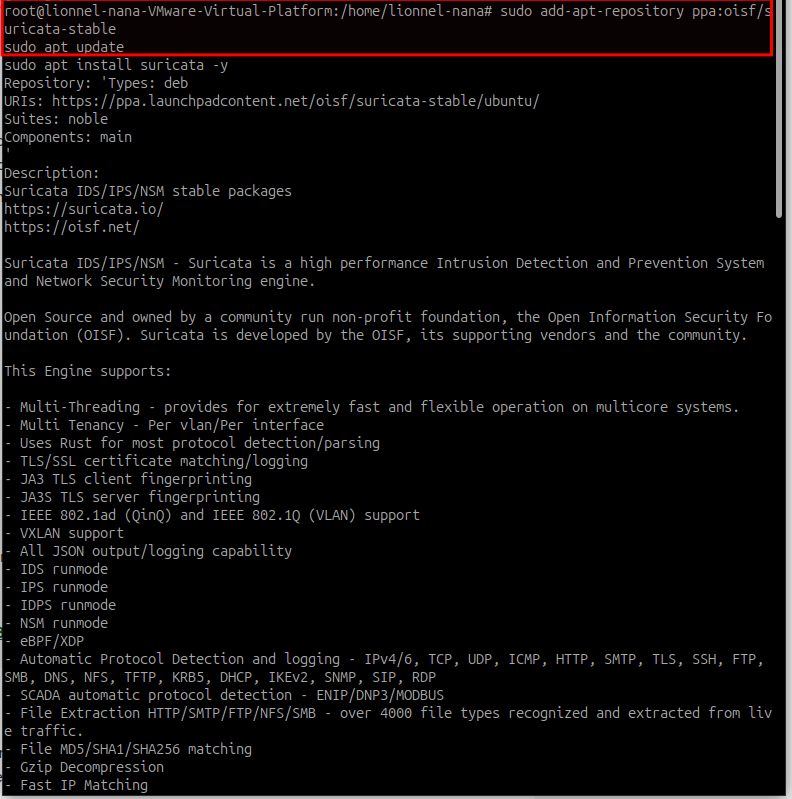 root@lionnel-nana-VMware-Virtual-Platform:/home/lionnel-nana# sudo add-apt-repository ppa:oisf/s
uricata-stable
sudo apt update
sudo apt install suricata -y
Repository: 'Types: deb
URIs: https://ppa.launchpadcontent.net/oisf/suricata-stable/ubuntu/
Suites: noble
Components: main
'
Description:
Suricata IDS/IPS/NSM stable packages
https://suricata.io/
https://oisf.net/

Suricata IDS/IPS/NSM - Suricata is a high performance Intrusion Detection and Prevention System
and Network Security Monitoring engine.

Open Source and owned by a community run non-profit foundation, the Open Information Security Fo
undation (OISF). Suricata is developed by the OISF, its supporting vendors and the community.

This Engine supports:

- Multi-Threading - provides for extremely fast and flexible operation on multicore systems.
- Multi Tenancy - Per vlan/Per interface
- Uses Rust for most protocol detection/parsing
- TLS/SSL certificate matching/logging
- JA3 TLS client fingerprinting
- JA3S TLS server fingerprinting
- IEEE 802.1ad (QinQ) and IEEE 802.1Q (VLAN) support
- VXLAN support
- All JSON output/logging capability
- IDS runmode
- IPS runmode
- IDPS runmode
- NSM runmode
- eBPF/XDP
- Automatic Protocol Detection and logging - IPv4/6, TCP, UDP, ICMP, HTTP, SMTP, TLS, SSH, FTP,
SMB, DNS, NFS, TFTP, KRB5, DHCP, IKEv2, SNMP, SIP, RDP
- SCADA automatic protocol detection - ENIP/DNP3/MODBUS
- File Extraction HTTP/SMTP/FTP/NFS/SMB - over 4000 file types recognized and extracted from liv
e traffic.
- File MD5/SHA1/SHA256 matching
- Gzip Decompression
- Fast IP Matching